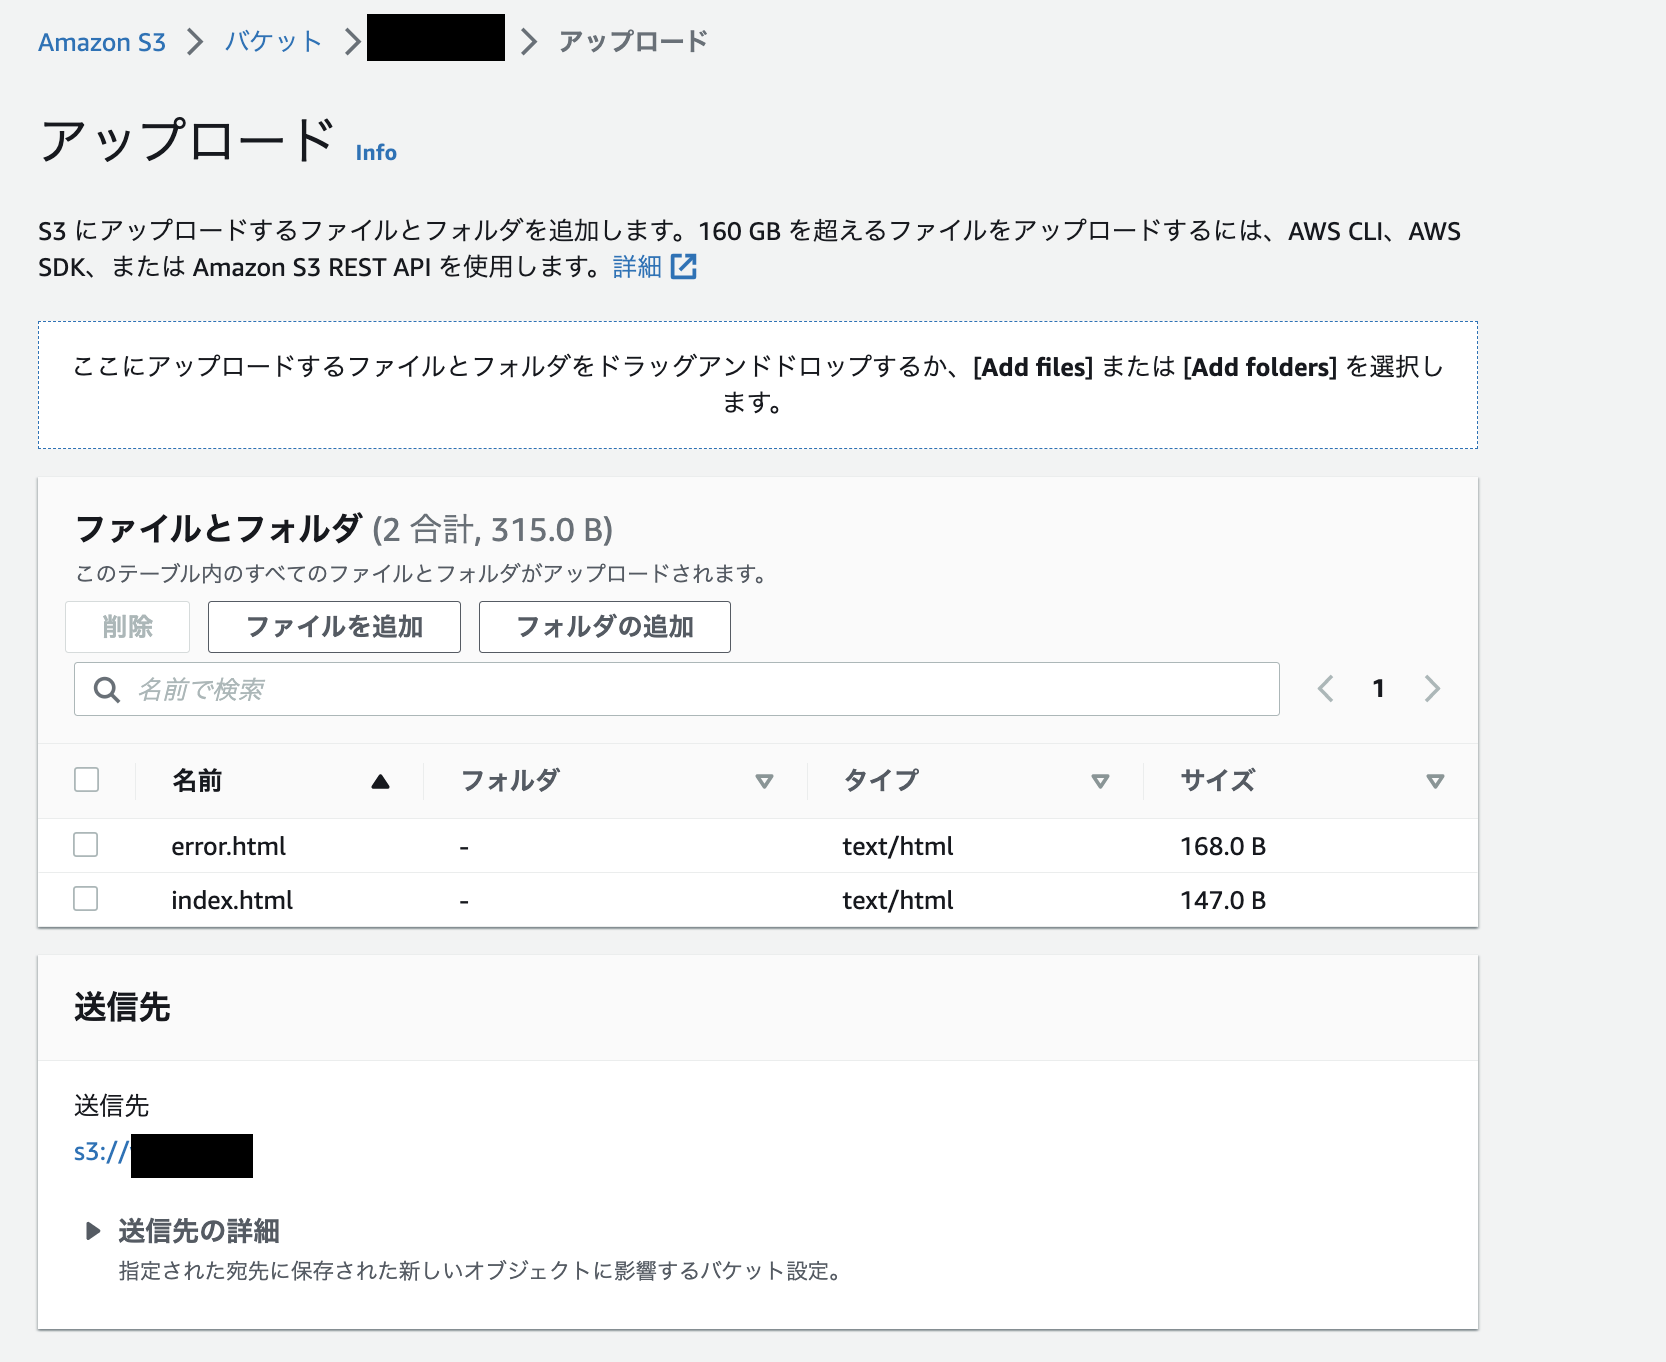 Amazon S3 > バケット > > アップロード
アップロード Info
S3 にアップロードするファイルとフォルダを追加します。160 GB を超えるファイルをアップロードするには、AWS CLI、AWS
SDK、または Amazon S3 REST API を使用します。詳細
ここにアップロードするファイルとフォルダをドラッグアンドドロップするか、[Add files] または [Add folders] を選択し
ます。
ファイルとフォルダ (2 合計, 315.0 B)
このテーブル内のすべてのファイルとフォルダがアップロードされます。
削除 ファイルを追加 フォルダの追加
名前で検索 1
名前 フォルダ タイプ サイズ
error.html - text/html 168.0 B
index.html - text/html 147.0 B
送信先
送信先
s3://
送信先の詳細
指定された宛先に保存された新しいオブジェクトに影響するバケット設定。